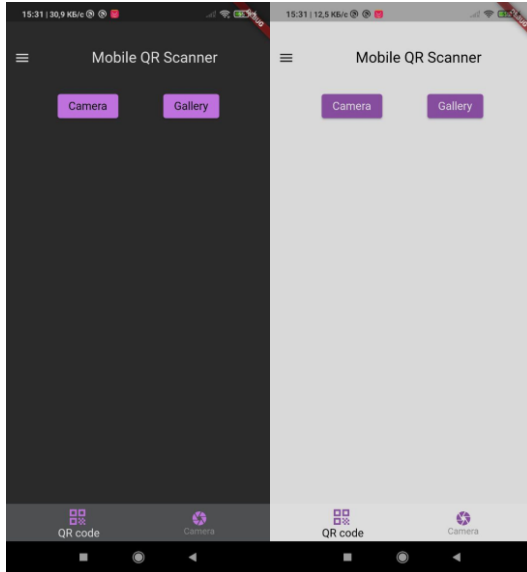 15:31 | 30,9 КБ/с
Mobile QR Scanner
Camera Gallery
QR code Camera
15:31 | 12,5 КБ/с
Mobile QR Scanner
Camera Gallery
QR code Camera